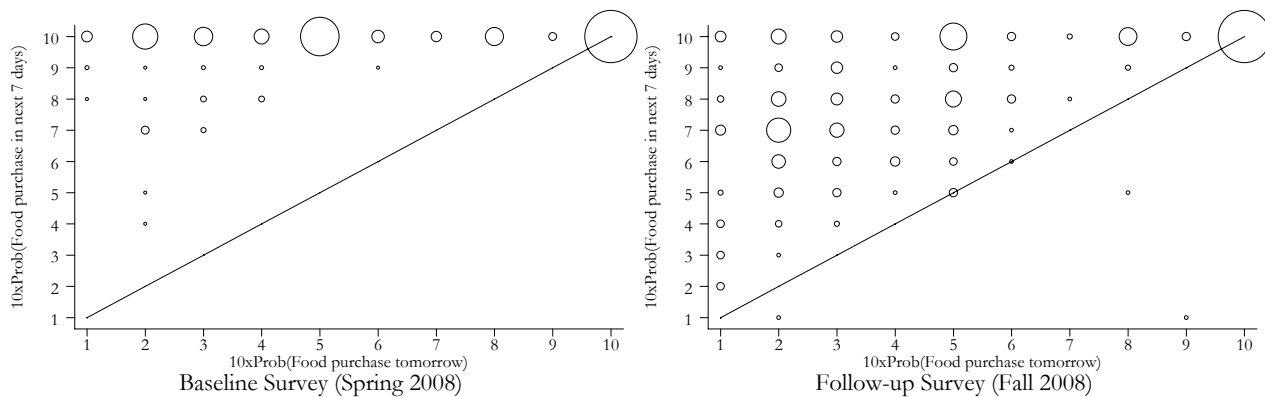 10xProb(Food purchase in next 7 days)
10
9
8
7
6
5
4
3
2
1
1 2 3 4 5 6 7 8 9 10
10xProb(Food purchase tomorrow)
Baseline Survey (Spring 2008)
10xProb(Food purchase in next 7 days)
10
9
8
7
6
5
4
3
2
1
1 2 3 4 5 6 7 8 9 10
10xProb(Food purchase tomorrow)
Follow-up Survey (Fall 2008)